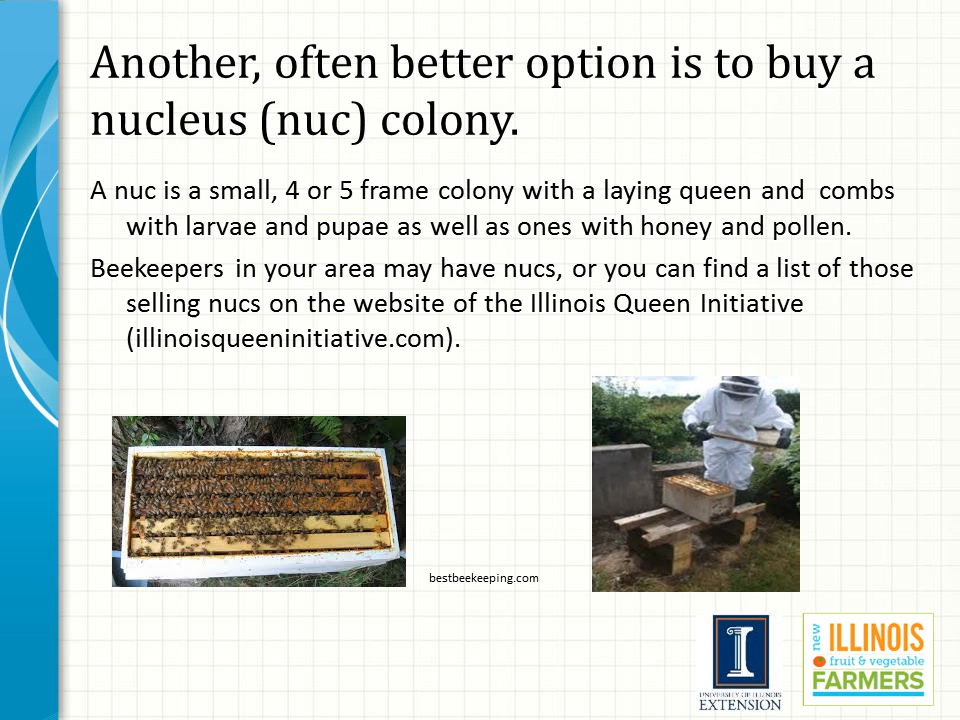 Another, often better option is to buy a
nucleus (nuc) colony.
A nuc is a small, 4 or 5 frame colony with a laying queen and combs
with larvae and pupae as well as ones with honey and pollen.
Beekeepers in your area may have nucs, or you can find a list of those
selling nucs on the website of the Illinois Queen Initiative
(illinoisqueeninitiative.com).
bestbeekeeping.com
I
UNIVERSITY OF ILLINOIS
EXTENSION
new
ILLINOIS
fruit & vegetable
FARMERS